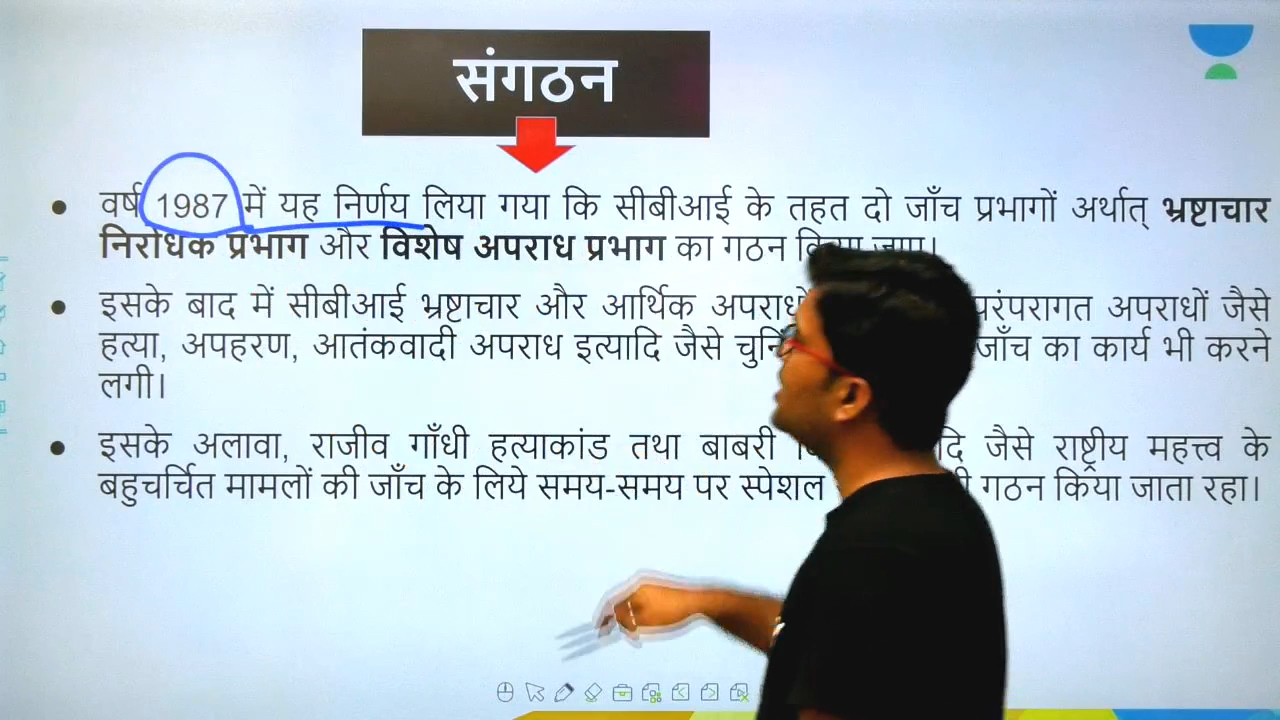 संगठन
वर्ष 1987 में यह निर्णय लिया गया कि सीबीआई के तहत दो जाँच प्रभागों अर्थात् भ्रष्टाचार
निरोधक प्रभाग और विशेष अपराध प्रभाग का गठन किया जाए।
इसके बाद में सीबीआई भ्रष्टाचार और आर्थिक परंपरागत अपराधों जैसे
हत्या, अपहरण, आतंकवादी अपराध इत्यादि जैसे जाँच का कार्य भी करने
लगी।
इसके अलावा, राजीव गाँधी हत्याकांड तथा बाबरी जैसे राष्ट्रीय महत्त्व के
बहुचर्चित मामलों की जाँच के लिये समय-समय पर स्पेशल गठन किया जाता रहा।